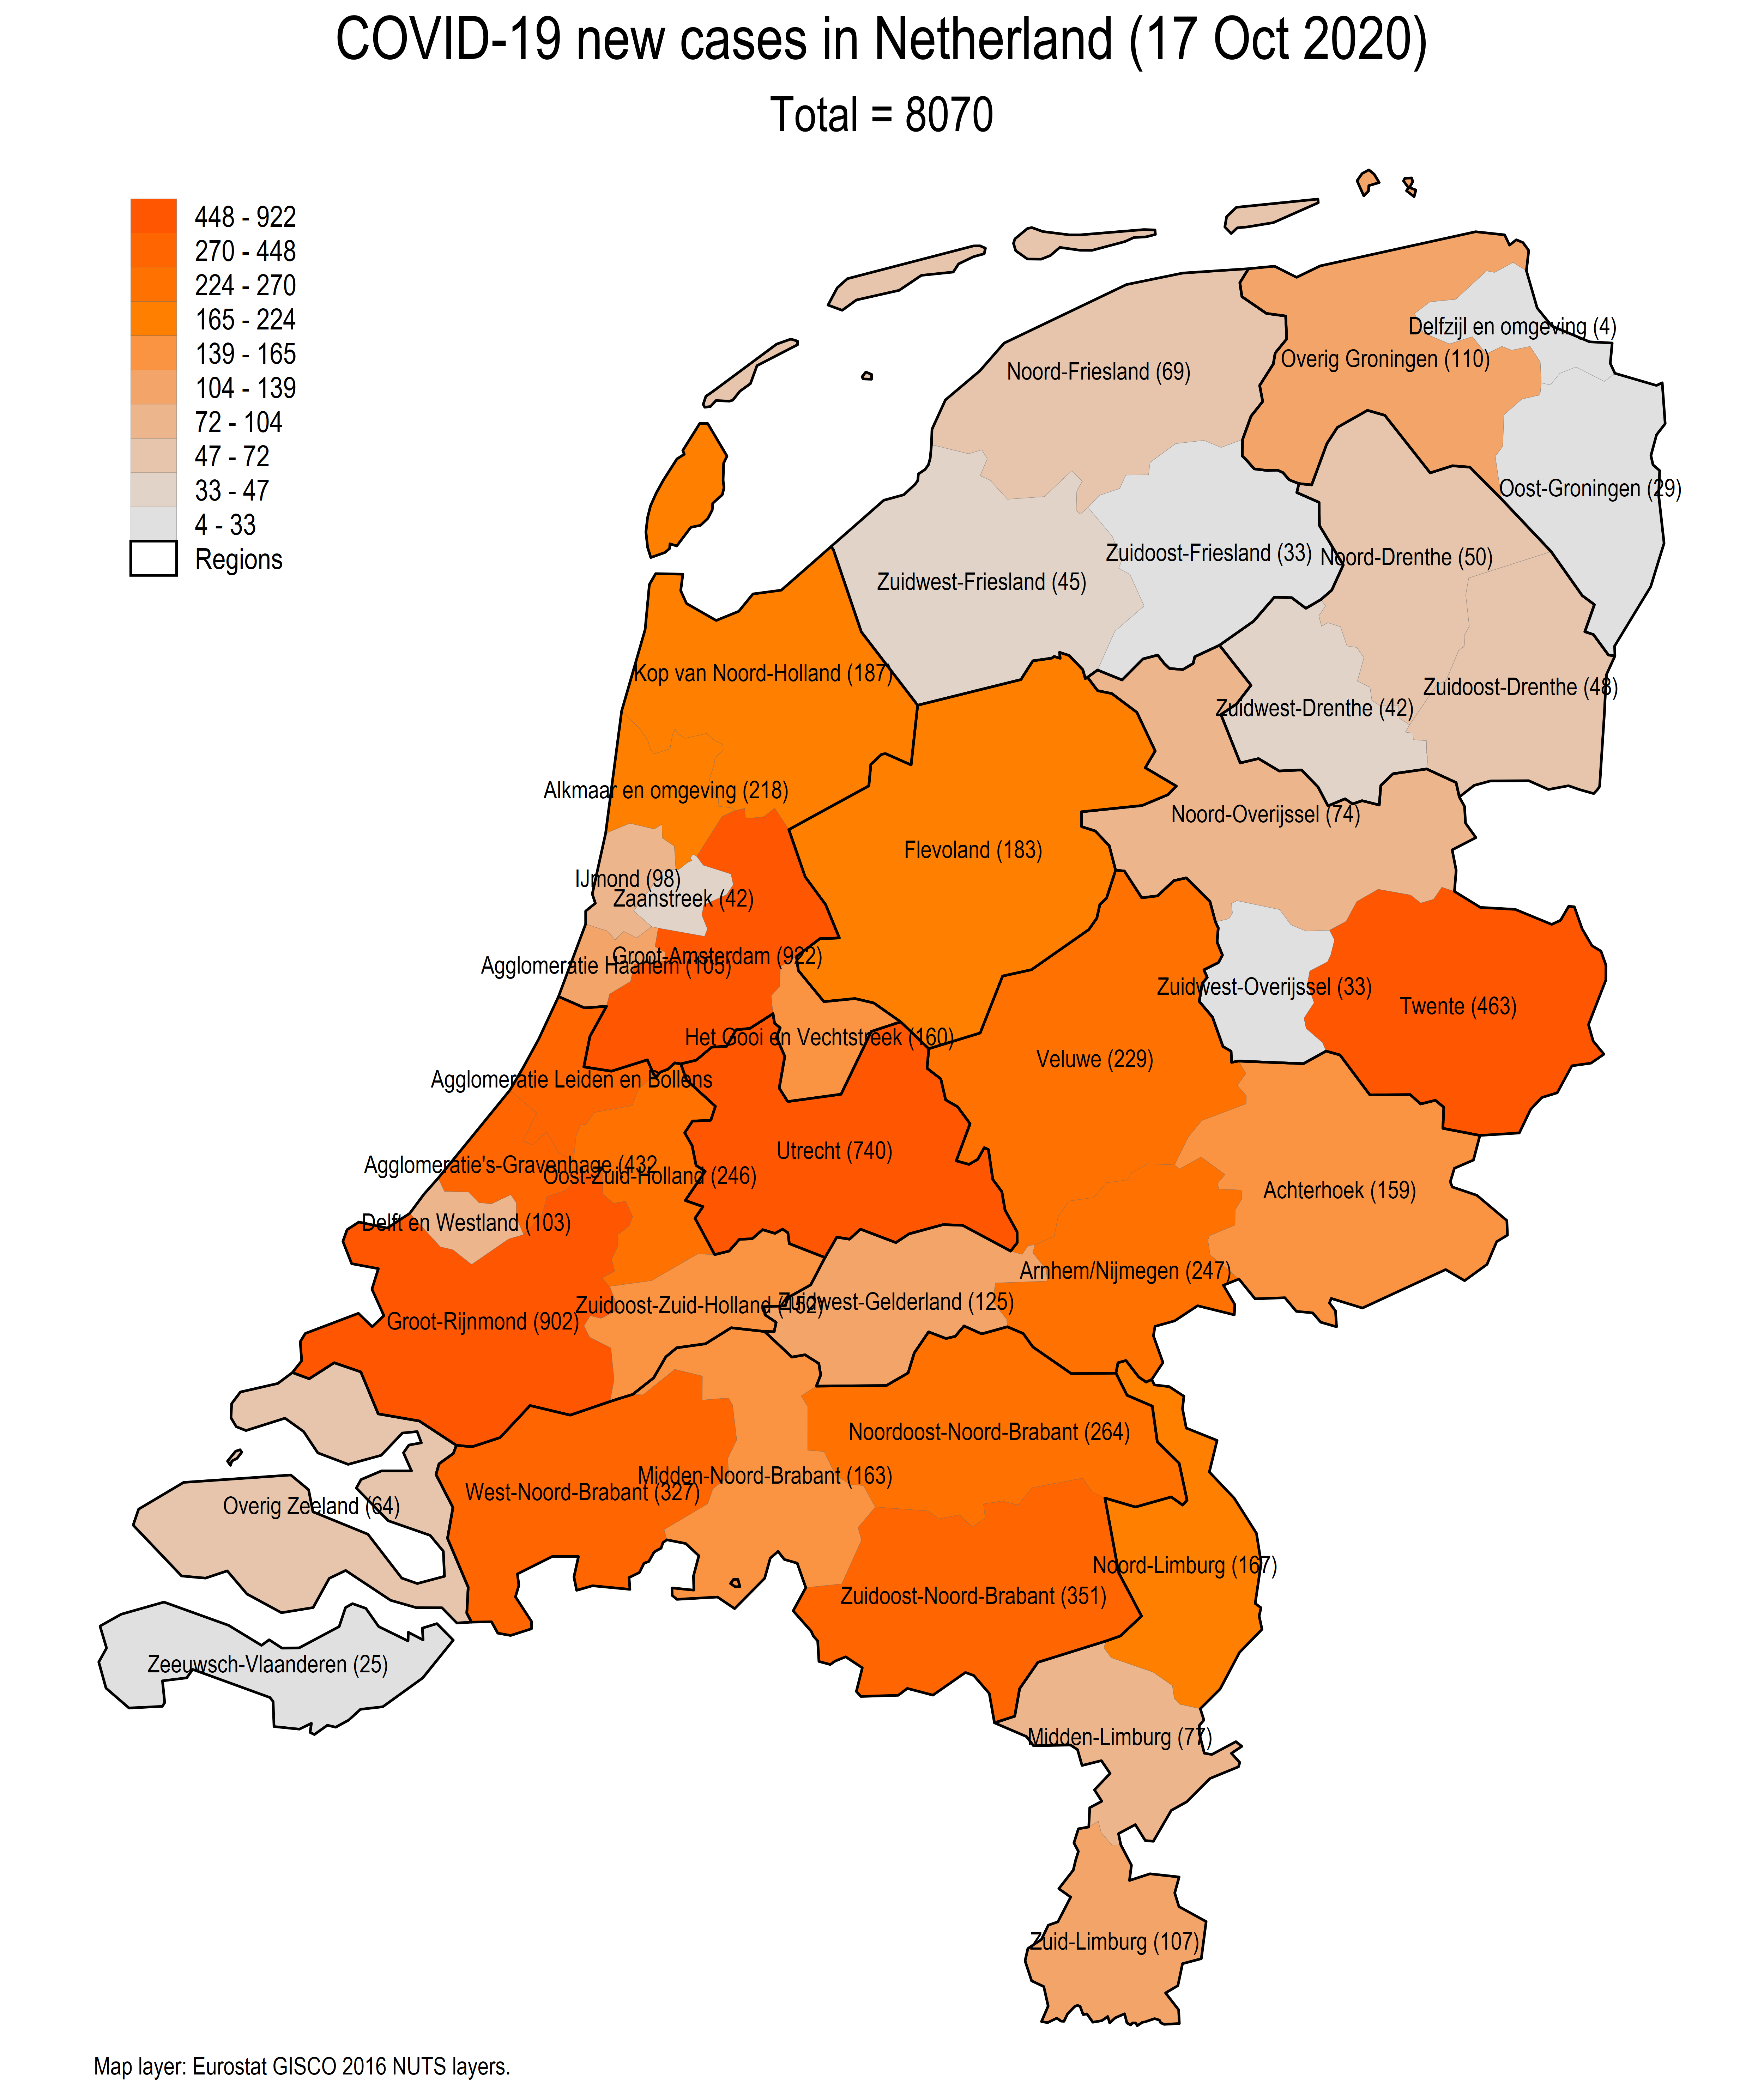 COVID-19 new cases in Netherland (17 Oct 2020)
Total = 8070
448 - 922
270 - 448
224 - 270
165 - 224
139 - 165
104 - 139
72 - 104
47 - 72
33 - 47
4 - 33
Regions
Delfzijl en omgeving (4)
Overig Groningen (110)
Noord-Friesland (69)
Oost-Groningen (29)
Zuidoost-Friesland (33)
Noord-Drenthe (50)
Zuidwest-Friesland (45)
Kop van Noord-Holland (187)
Zuidoost-Drenthe (48)
Zuidwest-Drenthe (42)
Alkmaar en omgeving (218)
Noord-Overijssel (74)
Flevoland (183)
IJmond (98)
Zaanstreek (42)
Groot-Amsterdam (922)
Agglomeratie Haarlem (105)
Zuidwest-Overijssel (33)
Twente (463)
Het Gooi en Vechtstreek (160)
Veluwe (229)
Agglomeratie Leiden en Bollens
Utrecht (740)
Agglomeratie's-Gravenhage (432
Oost-Zuid-Holland (246)
Achterhoek (159)
Delft en Westland (103)
Arnhem/Nijmegen (247)
Zuidwest-Gelderland (125)
Zuidoost-Zuid-Holland (152)
Groot-Rijnmond (902)
Noordoost-Noord-Brabant (264)
Midden-Noord-Brabant (163)
West-Noord-Brabant (327)
Overig Zeeland (64)
Noord-Limburg (167)
Zuidoost-Noord-Brabant (351)
Zeeuwsch-Vlaanderen (25)
Midden-Limburg (77)
Zuid-Limburg (107)
Map layer: Eurostat GISCO 2016 NUTS layers.